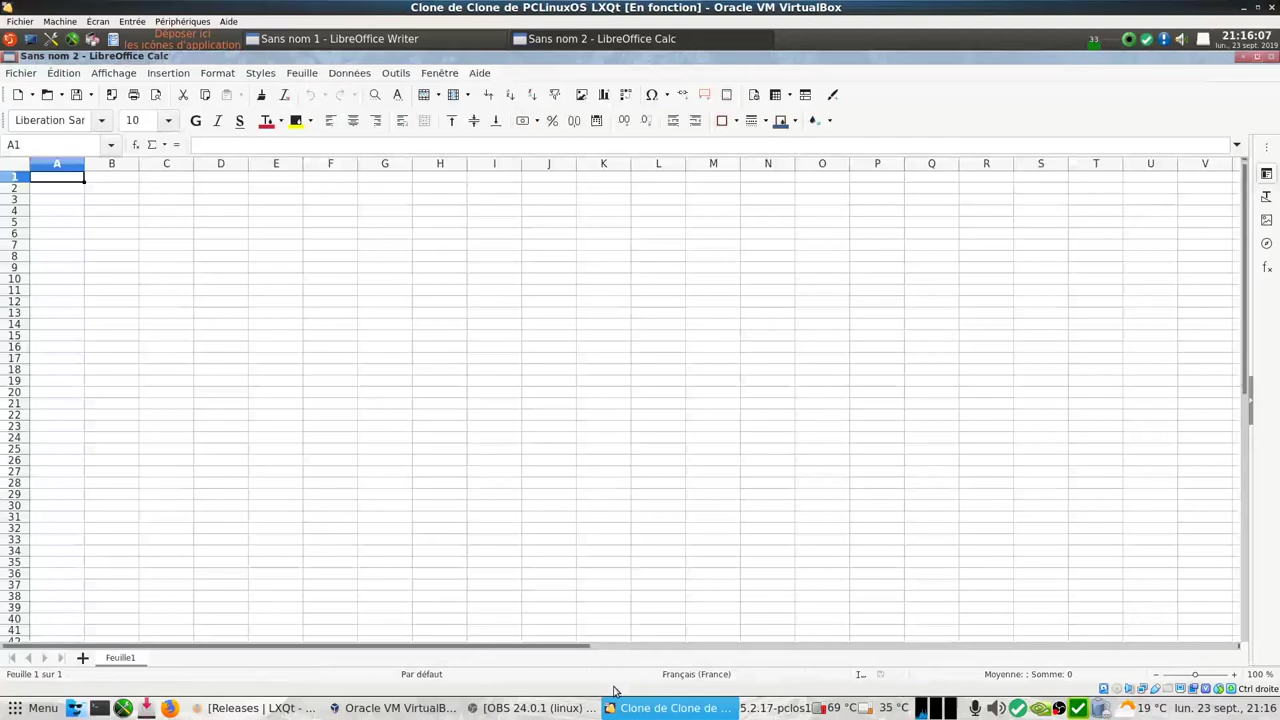 Clone de Clone de PCLinuxOS LXQt [En fonction] - Oracle VM VirtualBox
Fichier Machine Écran Entrée Périphériques Aide
Déposer ici
les icônes d'application
Sans nom 1 - LibreOffice Writer
Sans nom 2 - LibreOffice Calc
33
21:16:07
lun., 23 sept. 2019
Sans nom 2 - LibreOffice Calc
Fichier Édition Affichage Insertion Format Styles Feuille Données Outils Fenêtre Aide
Liberation Sar 10 G I S
A1
A B C D E F G H I J K L M N O P Q R S T U V
1
2
3
4
5
6
7
8
9
10
11
12
13
14
15
16
17
18
19
20
21
22
23
24
25
26
27
28
29
30
31
32
33
34
35
36
37
38
39
40
41
Feuille1
Feuille 1 sur 1 Par défaut Français (France) Moyenne: ; Somme: 0 100 %
Ctrl droite
Menu [Releases | LXQt - ... Oracle VM VirtualB... [OBS 24.0.1 (linux) ... Clone de Clone de ... 5.2.17-pclos1 69 °C 35 °C 19 °C lun. 23 sept., 21:16